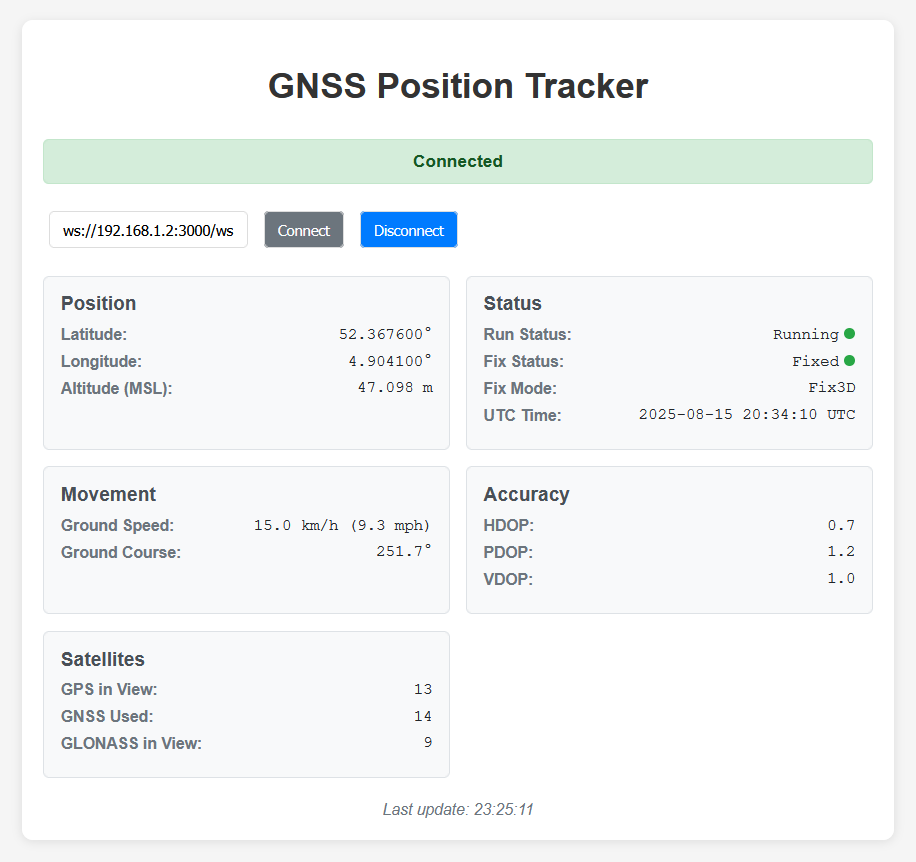 GNSS Position Tracker
Connected
ws://192.168.1.2:3000/ws Connect Disconnect
Position
Latitude: 52.367600°
Longitude: 4.904100°
Altitude (MSL): 47.098 m
Status
Run Status: Running
Fix Status: Fixed
Fix Mode: Fix3D
UTC Time: 2025-08-15 20:34:10 UTC
Movement
Ground Speed: 15.0 km/h (9.3 mph)
Ground Course: 251.7°
Accuracy
HDOP: 0.7
PDOP: 1.2
VDOP: 1.0
Satellites
GPS in View: 13
GNSS Used: 14
GLONASS in View: 9
Last update: 23:25:11